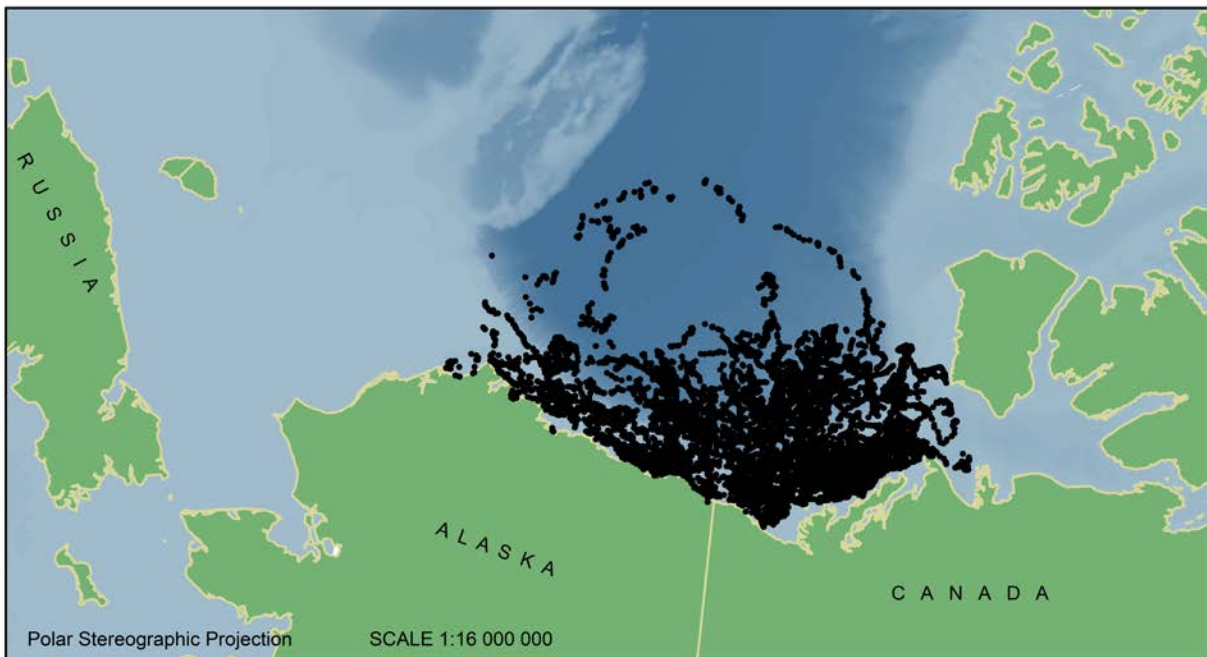 RUSSIA
ALASKA
CANADA
Polar Stereographic Projection SCALE 1:16 000 000